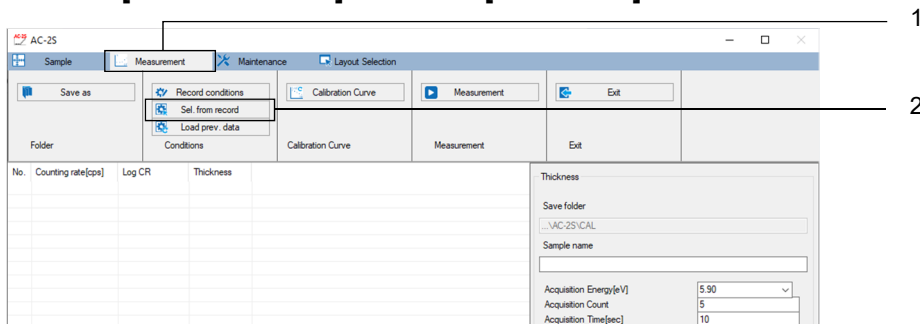 1
AC-2S AC-2S
Sample Measurement Maintenance Layout Selection
Save as Record conditions Calibration Curve Measurement Exit
Sel. from record
2
Load prev. data
Folder Conditions Calibration Curve Measurement Exit
No. Counting rate[cps] Log CR Thickness
Thickness
Save folder
...\AC-2S\CAL
Sample name
Acquisition Energy[eV] 5.90
Acquisition Count 5
Acquisition Time[sec] 10